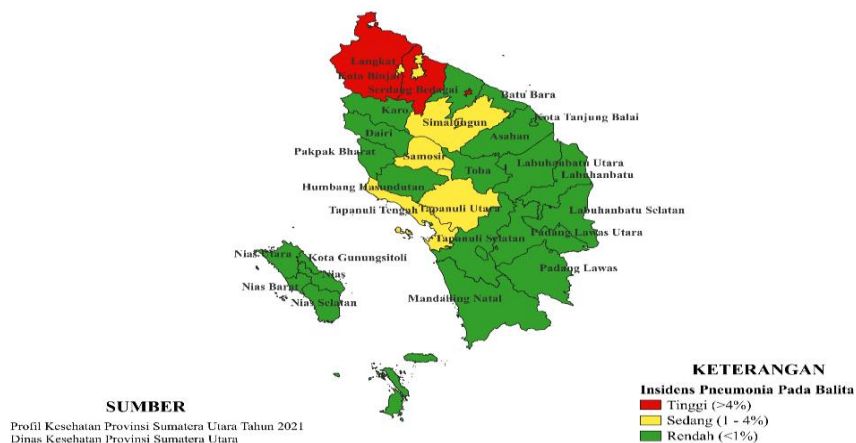 Langkat
Kota Binjai
Serdang Bedagai
Batu Bara
Karo
Simalungun
Kota Tanjung Balai
Dairi
Asahan
Pakpak Bharat
Samosir
Labuhanbatu Utara
Toba
Labuhanbatu
Humbang Hasundutan
Tapanuli Tengah
Tapanuli Utara
Labuhanbatu Selatan
Padang Lawas Utara
Tapanuli Selatan
Nias Utara
Kota Gunungsitoli
Nias
Padang Lawas
Nias Barat
Nias Selatan
Mandailing Natal
KETERANGAN
Insidens Pneumonia Pada Balita
Tinggi (>4%)
Sedang (1 - 4%)
Rendah (<1%)
SUMBER
Profil Kesehatan Provinsi Sumatera Utara Tahun 2021
Dinas Kesehatan Provinsi Sumatera Utara